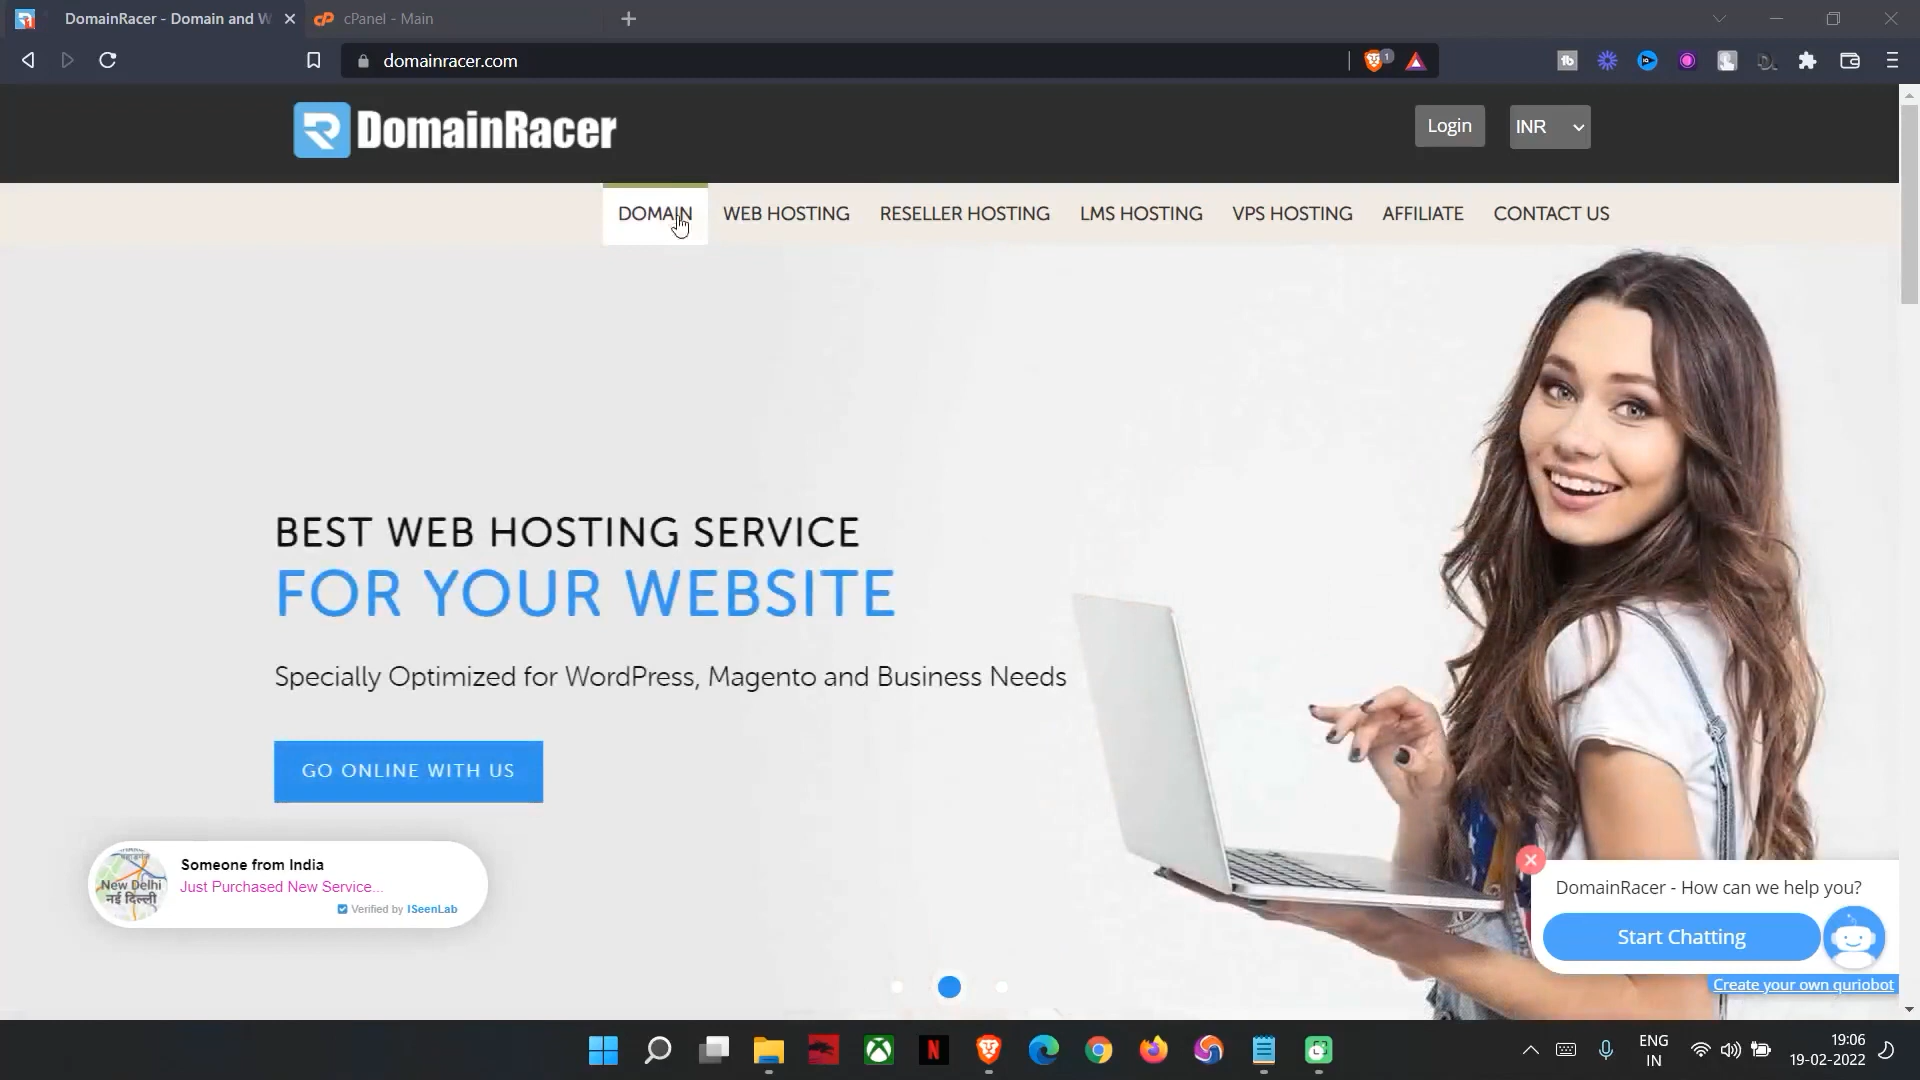 DomainRacer - Domain and W
cPanel - Main
domainracer.com
1
DomainRacer
Login
INR
DOMAIN
WEB HOSTING
RESELLER HOSTING
LMS HOSTING
VPS HOSTING
AFFILIATE
CONTACT US
BEST WEB HOSTING SERVICE
FOR YOUR WEBSITE
Specially Optimized for WordPress, Magento and Business Needs
GO ONLINE WITH US
New Delhi
नई दिल्ली
Someone from India
Just Purchased New Service...
Verified by ISeenLab
DomainRacer - How can we help you?
Start Chatting
Create your own quriobot
ENG
IN
19:06
19-02-2022